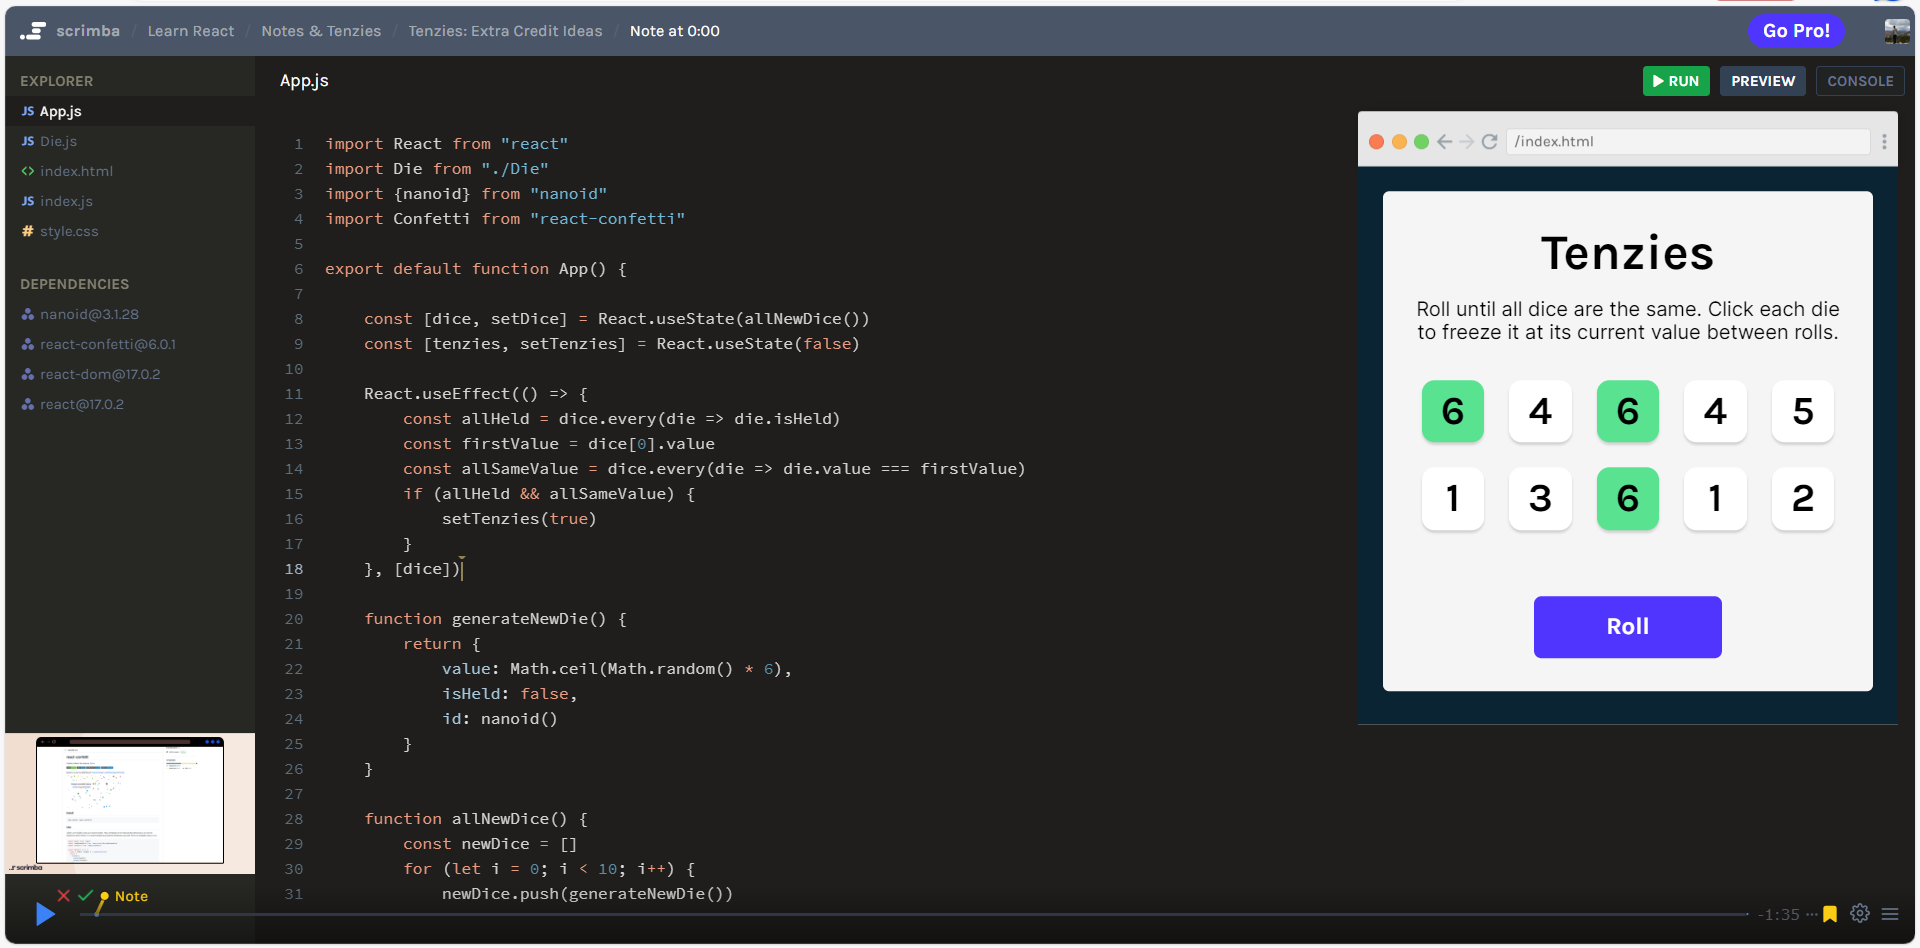 scrimba / Learn React / Notes & Tenzies / Tenzies: Extra Credit Ideas / Note at 0:00
Go Pro!
EXPLORER
JS App.js
JS Die.js
<> index.html
JS index.js
# style.css
DEPENDENCIES
nanoid@3.1.28
react-confetti@6.0.1
react-dom@17.0.2
react@17.0.2
scrimba
App.js
RUN
PREVIEW
CONSOLE
1 import React from "react"
2 import Die from "./Die"
3 import {nanoid} from "nanoid"
4 import Confetti from "react-confetti"
5
6 export default function App() {
7
8 const [dice, setDice] = React.useState(allNewDice())
9 const [tenzies, setTenzies] = React.useState(false)
10
11 React.useEffect(() => {
12 const allHeld = dice.every(die => die.isHeld)
13 const firstValue = dice[0].value
14 const allSameValue = dice.every(die => die.value === firstValue)
15 if (allHeld && allSameValue) {
16 setTenzies(true)
17 }
18 }, [dice])
19
20 function generateNewDie() {
21 return {
22 value: Math.ceil(Math.random() * 6),
23 isHeld: false,
24 id: nanoid()
25 }
26 }
27
28 function allNewDice() {
29 const newDice = []
30 for (let i = 0; i < 10; i++) {
31 newDice.push(generateNewDie())
/index.html
Tenzies
Roll until all dice are the same. Click each die
to freeze it at its current value between rolls.
6 4 6 4 5
1 3 6 1 2
Roll
Note
-1:35